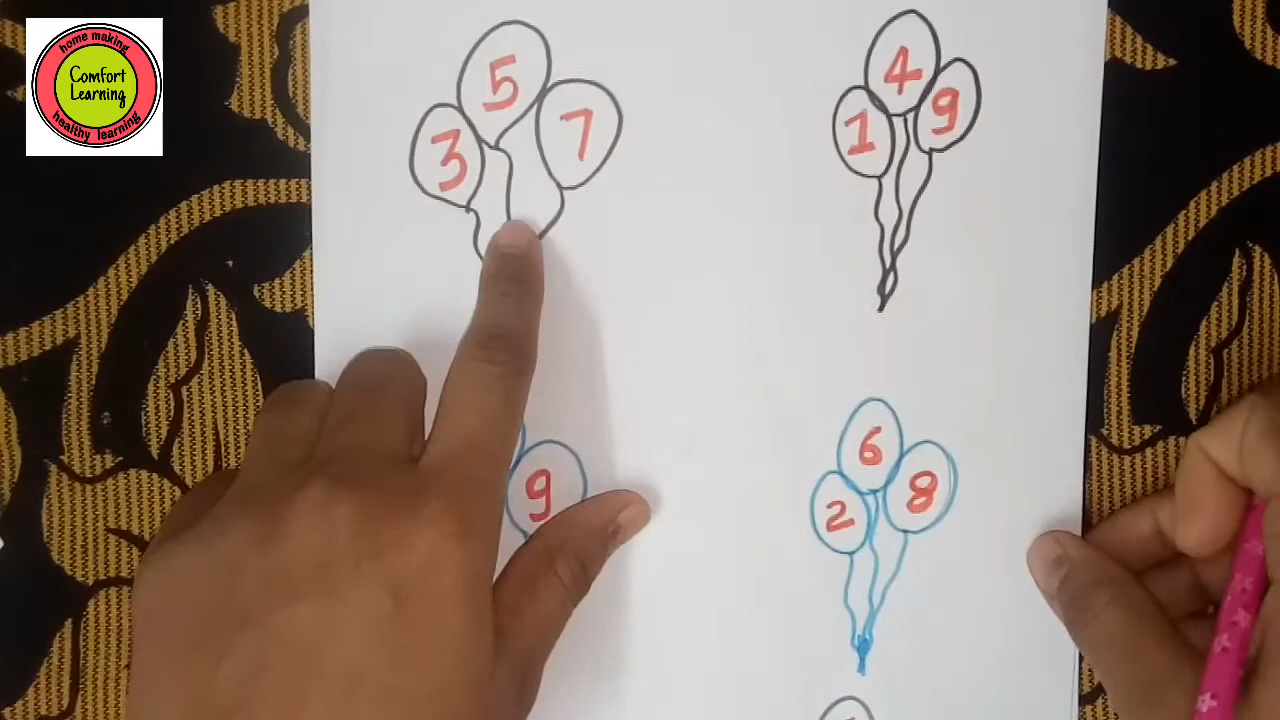 home making
Comfort
Learning
healthy learning
3 5 7
1 4 9
9
2 6 8